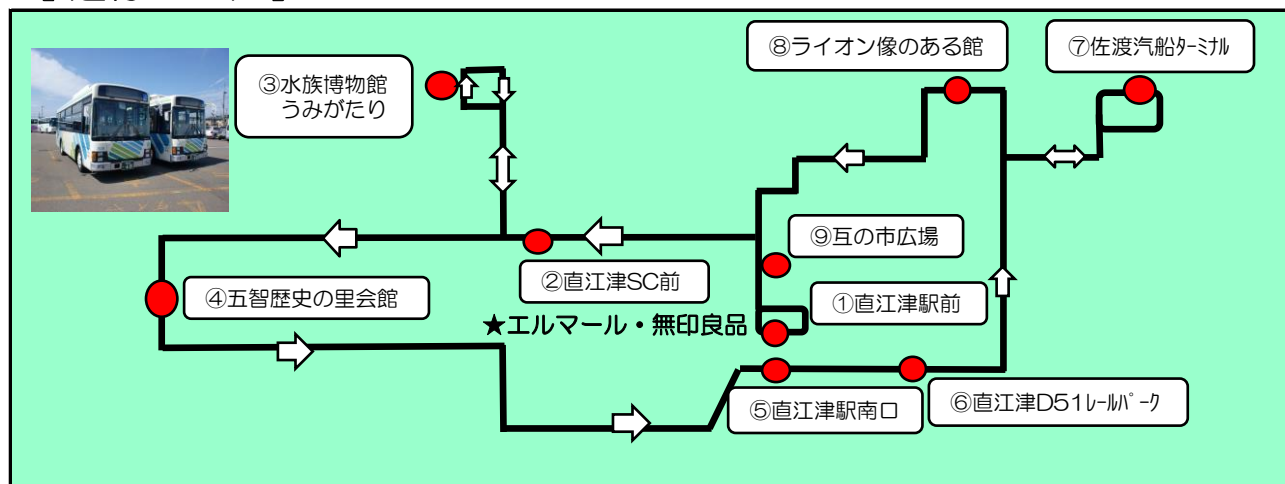 ③水族博物館
うみがたり
⑧ライオン像のある館
⑦佐渡汽船ﾀｰﾐﾅﾙ
⑨互の市広場
②直江津SC前
①直江津駅前
④五智歴史の里会館
★エルマール・無印良品
⑤直江津駅南口
⑥直江津D51ﾚｰﾙﾊﾟｰｸ